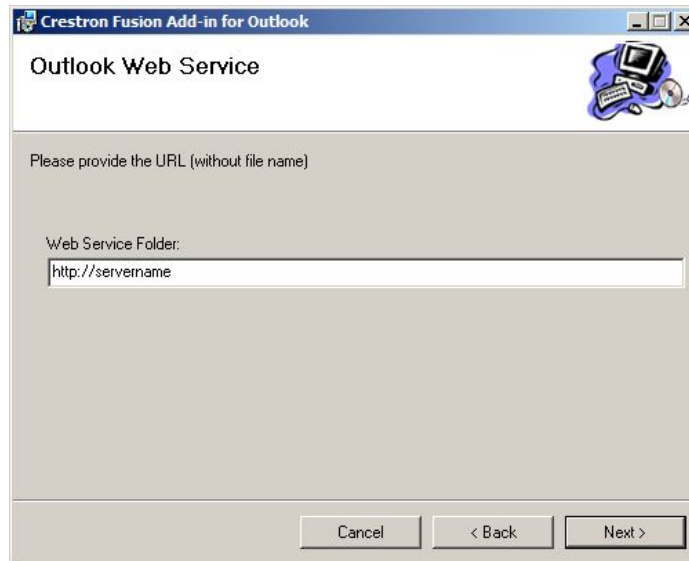 Crestron Fusion Add-in for Outlook
Outlook Web Service
Please provide the URL (without file name)
Web Service Folder:
http://servername
Cancel
< Back
Next >